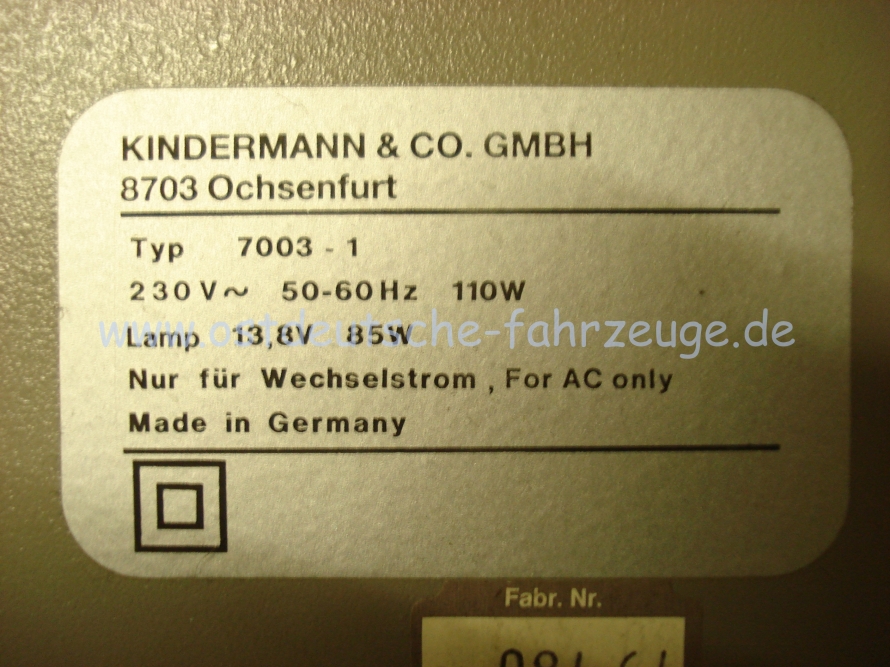 KINDERMANN & CO. GMBH
8703 Ochsenfurt
Typ 7003 - 1
230V~ 50-60Hz 110W
Lamp 13,8V 85W
www.ostdeutsche-fahrzeuge.de
Nur für Wechselstrom, For AC only
Made in Germany
Fabr. Nr.